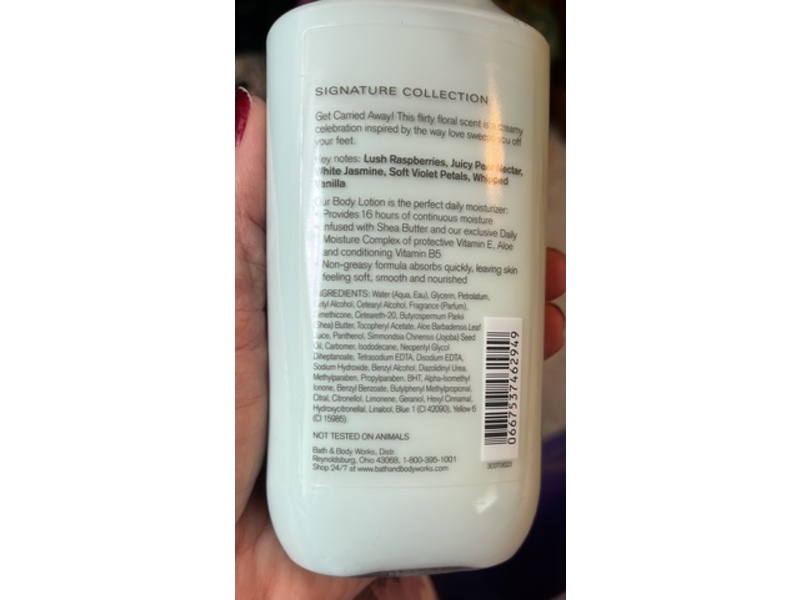 SIGNATURE COLLECTION
Get Carried Away! This flirty floral scent is a creamy
celebration inspired by the way love sweeps you off
your feet.
Key notes: Lush Raspberries, Juicy Pear Nectar,
White Jasmine, Soft Violet Petals, Whipped
Vanilla
Our Body Lotion is the perfect daily moisturizer:
• Provides 16 hours of continuous moisture
Infused with Shea Butter and our exclusive Daily
Moisture Complex of protective Vitamin E, Aloe
and conditioning Vitamin B5
Non-greasy formula absorbs quickly, leaving skin
feeling soft, smooth and nourished
INGREDIENTS: Water (Aqua, Eau), Glycerin, Petrolatum,
Cetyl Alcohol, Cetearyl Alcohol, Fragrance (Parfum),
Dimethicone, Ceteareth-20, Butyrospermum Parkii
(Shea) Butter, Tocopheryl Acetate, Aloe Barbadensis Leaf
Juice, Panthenol, Simmondsia Chinensis (Jojoba) Seed
Oil, Carbomer, Isododecane, Neopentyl Glycol
Diheptanoate, Tetrasodium EDTA, Disodium EDTA,
Sodium Hydroxide, Benzyl Alcohol, Diazolidinyl Urea,
Methylparaben, Propylparaben, BHT, Alpha-Isomethyl
Ionone, Benzyl Benzoate, Butylphenyl Methylpropional,
Citral, Citronellol, Limonene, Geraniol, Hexyl Cinnamal,
Hydroxycitronellal, Linalool, Blue 1 (CI 42090), Yellow 6
(CI 15985).
NOT TESTED ON ANIMALS
Bath & Body Works, Distr.
Reynoldsburg, Ohio 43068, 1-800-395-1001
Shop 24/7 at www.bathandbodyworks.com
0667537462949